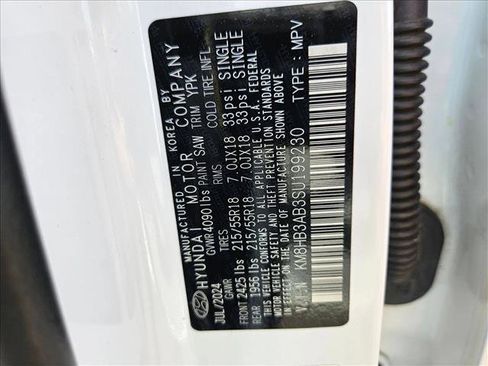 MANUFACTURED IN KOREA BY
HYUNDAI MOTOR COMPANY
JUL/2024 GVWR 4090lbs PAINT SAW TRIM YPK
GAWR TIRES RIMS COLD TIRE INFL.
FRONT 2425lbs 215/55R18 7.0JX18 33psi SINGLE
REAR 1956lbs 215/55R18 7.0JX18 33psi SINGLE
THIS VEHICLE CONFORMS TO ALL APPLICABLE U.S.A. FEDERAL
MOTOR VEHICLE SAFETY AND THEFT PREVENTION STANDARDS
IN EFFECT ON THE DATE OF MANUFACTURE SHOWN ABOVE.
V.I.N KM8HB3AB3SU199230 TYPE : MPV